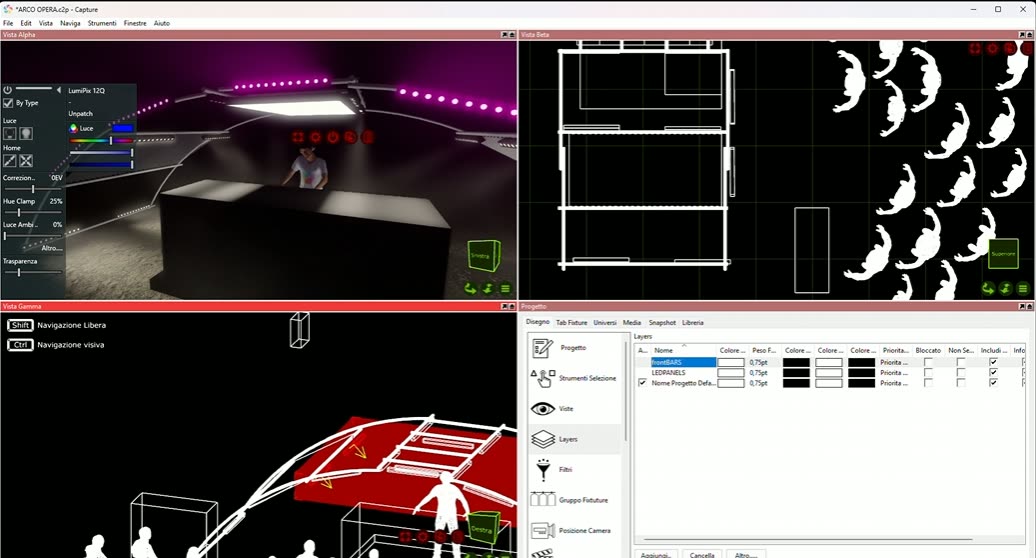 *ARCO OPERA.c2p - Capture
File Edit Vista Naviga Strumenti Finestre Aiuto
Vista Alpha
LumiPix 12Q
By Type
-
Unpatch
Luce
Luce
Home
Correzion.. 0EV
Hue Clamp 25%
Luce Ambi.. 0%
Altro...
Trasparenza
Sinistra
Vista Beta
Superiore
Vista Gamma
Shift Navigazione Libera
Ctrl Navigazione visiva
Destra
Progetto
Disegno Tab Fixture Universi Media Snapshot Libreria
Progetto
Strumenti Selezione
Viste
Layers
Filtri
Gruppo Fixtuture
Posizione Camera
Layers
A... Nome Colore ... Peso F... Colore ... Colore ... Colore ... Priorita... Bloccato Non Se... Includi ... Info
frontBARS 0,75pt Priorita ...
LEDPANELS 0,75pt Priorita ...
Nome Progetto Defa... 0,75pt Priorita ...
Aggiungi.. Cancella Altro...